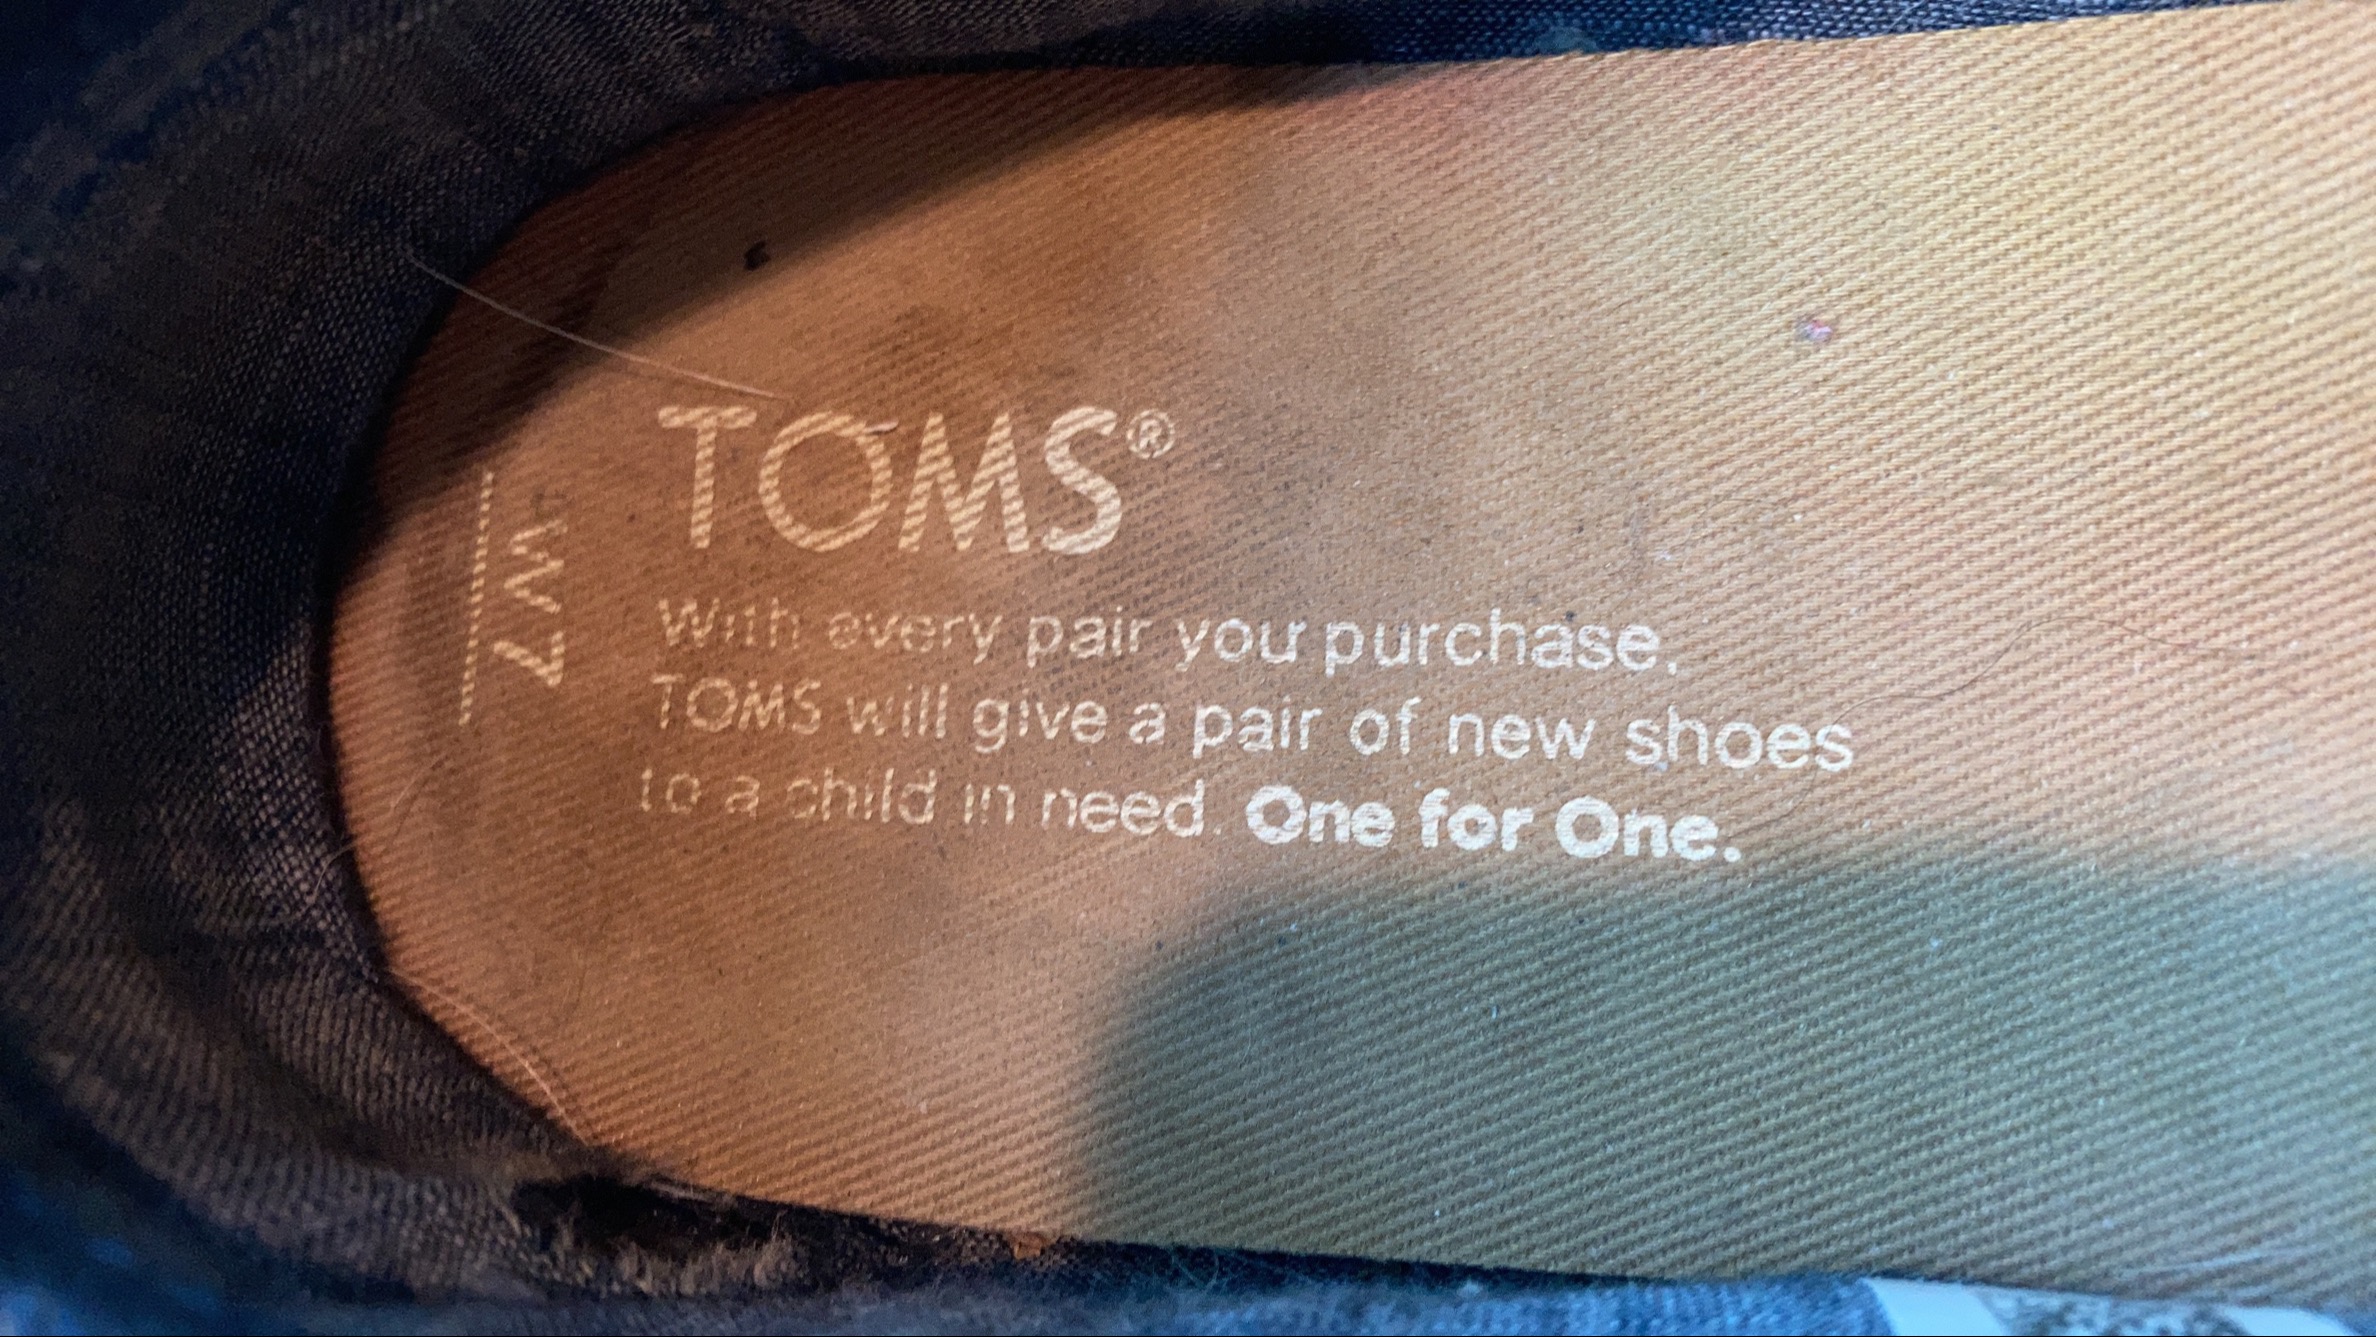 TOMS®
With every pair you purchase,
TOMS will give a pair of new shoes
to a child in need. One for One.
W7